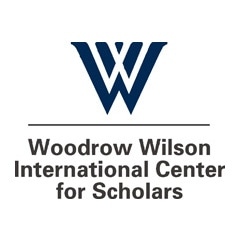 W
Woodrow Wilson
International Center
for Scholars